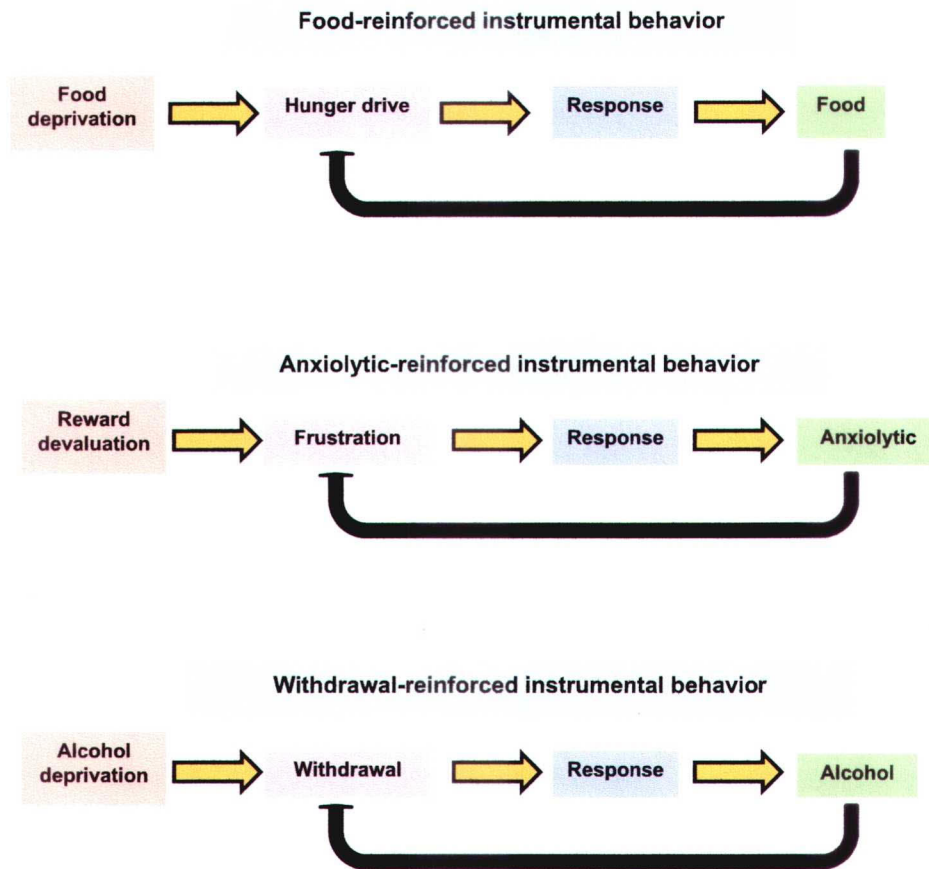 Food-reinforced instrumental behavior
Food
deprivation
Hunger drive
Response
Food
Anxiolytic-reinforced instrumental behavior
Reward
devaluation
Frustration
Response
Anxiolytic
Withdrawal-reinforced instrumental behavior
Alcohol
deprivation
Withdrawal
Response
Alcohol